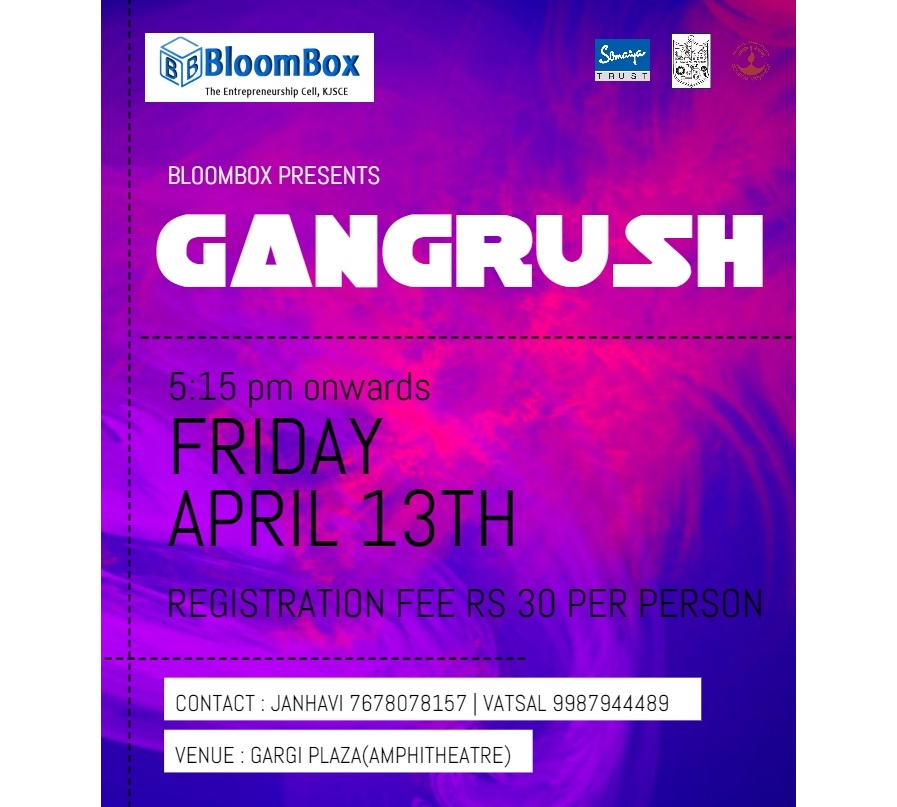 BBBloomBox
The Entrepreneurship Cell, KJSCE
Somaiya
TRUST
BLOOMBOX PRESENTS
GANGRUSH
5:15 pm onwards
FRIDAY
APRIL 13TH
REGISTRATION FEE RS 30 PER PERSON
CONTACT : JANHAVI 7678078157 | VATSAL 9987944489
VENUE : GARGI PLAZA(AMPHITHEATRE)